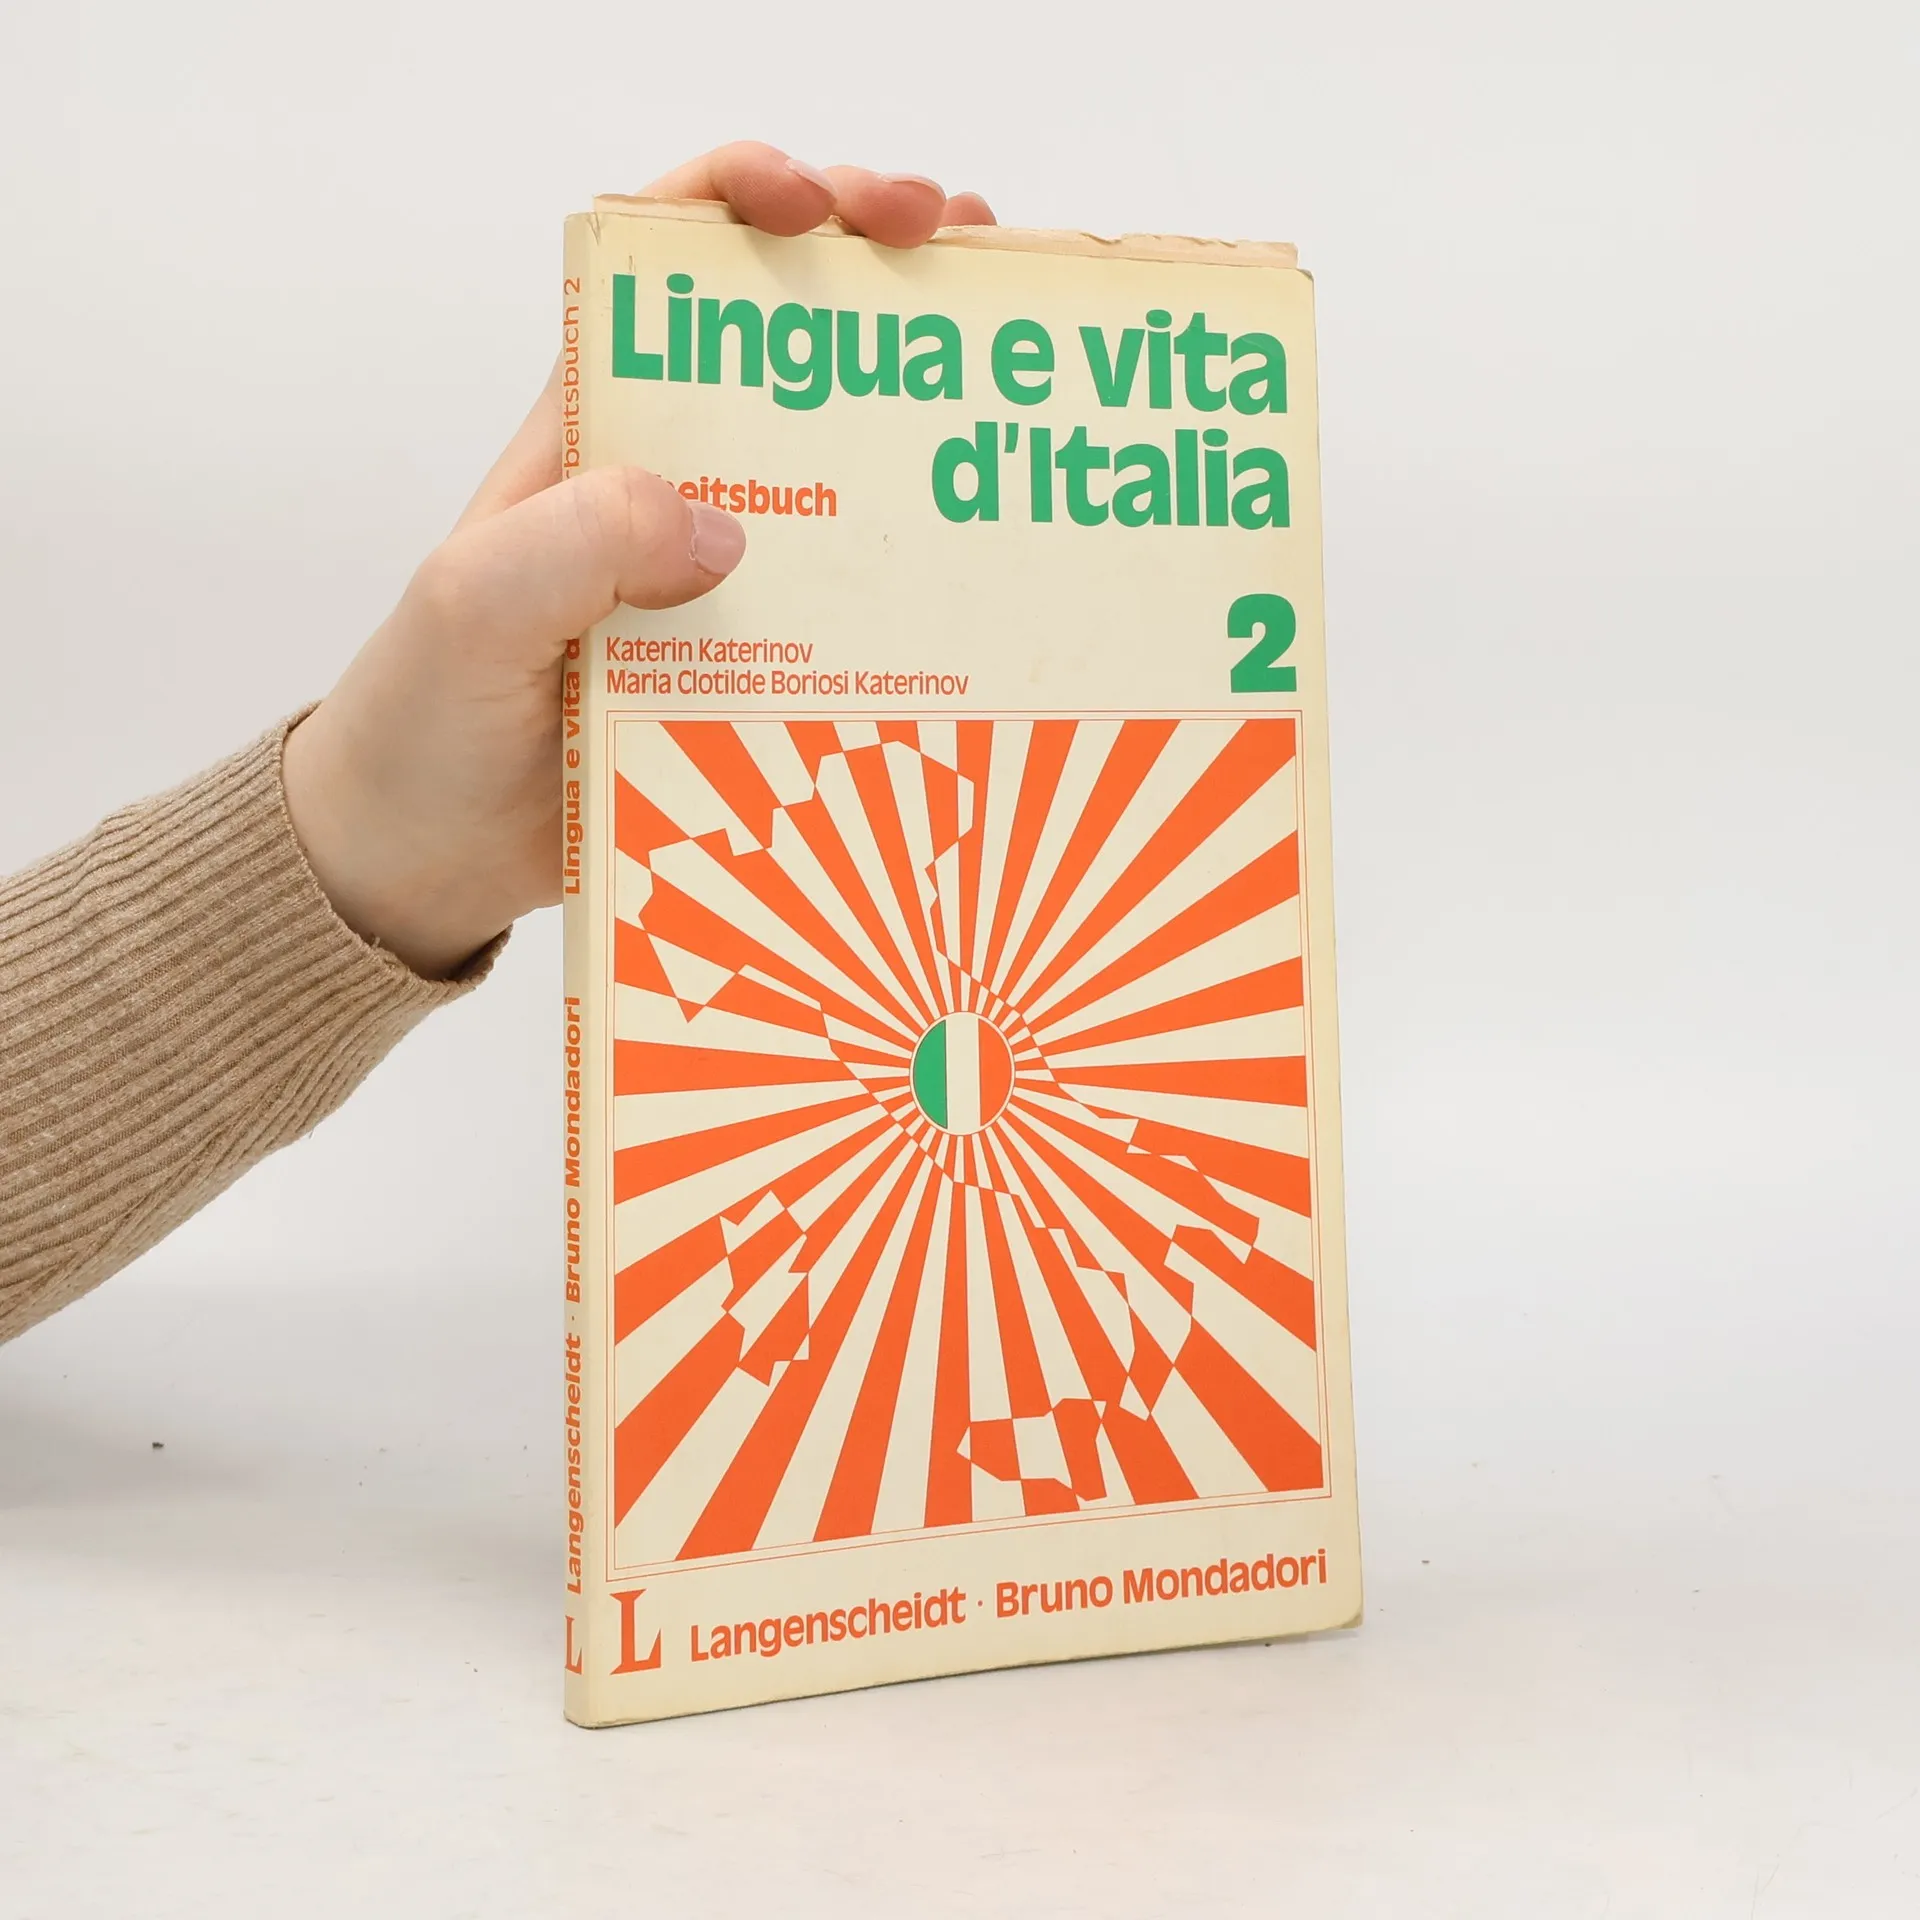 Lingua e vita
d'Italia
beitsbuch
2
Katerin Katerinov
Maria Clotilde Boriosi Katerinov
L Langenscheidt · Bruno Mondadori
L Langenscheidt · Bruno Mondadori Lingua e vita d beitsbuch 2